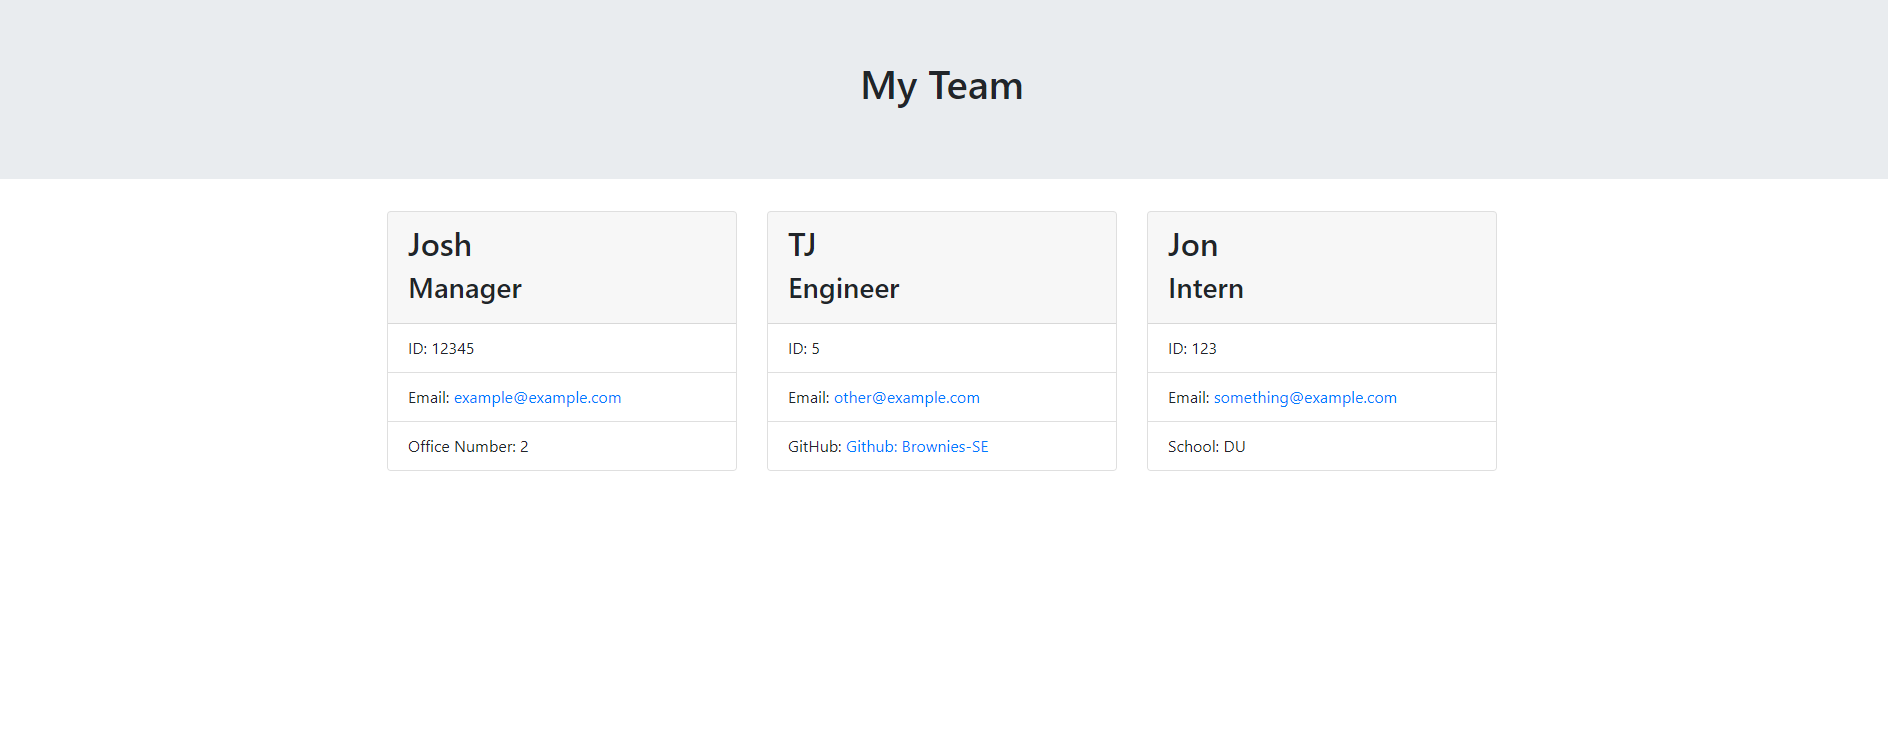 My Team
Josh
Manager
ID: 12345
Email: example@example.com
Office Number: 2
TJ
Engineer
ID: 5
Email: other@example.com
GitHub: Github: Brownies-SE
Jon
Intern
ID: 123
Email: something@example.com
School: DU